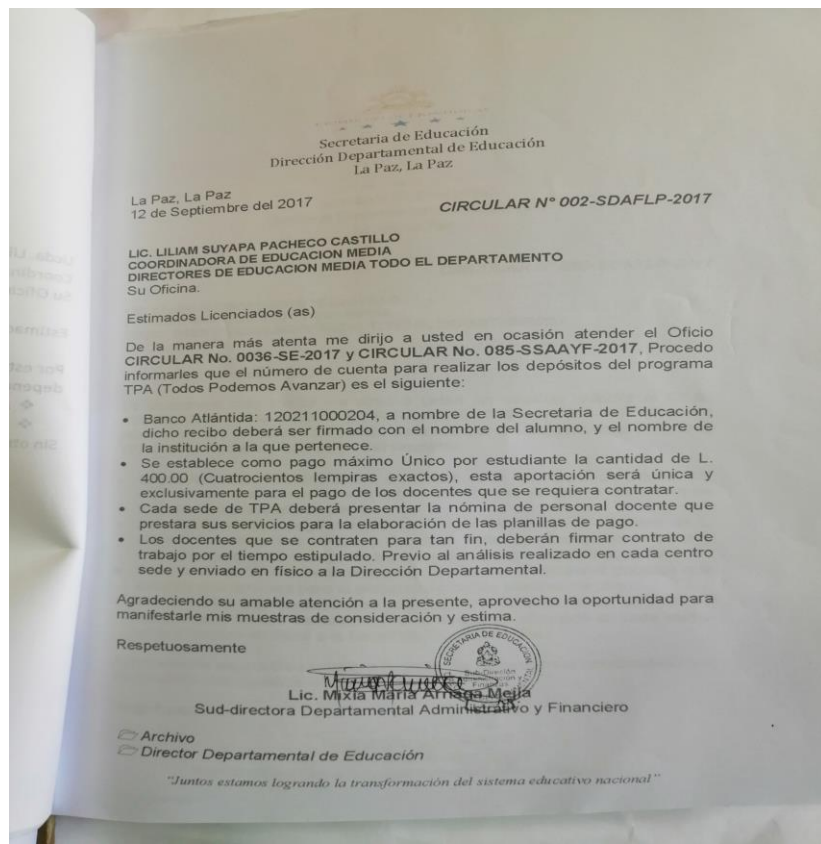 Secretaria de Educación
Dirección Departamental de Educación
La Paz, La Paz
La Paz, La Paz
12 de Septiembre del 2017
CIRCULAR N° 002-SDAFLP-2017
LIC. LILIAM SUYAPA PACHECO CASTILLO
COORDINADORA DE EDUCACION MEDIA
DIRECTORES DE EDUCACION MEDIA TODO EL DEPARTAMENTO
Su Oficina.
Estimados Licenciados (as)
De la manera más atenta me dirijo a usted en ocasión atender el Oficio
CIRCULAR No. 0036-SE-2017 y CIRCULAR No. 085-SSAAYF-2017, Procedo
informarles que el número de cuenta para realizar los depósitos del programa
TPA (Todos Podemos Avanzar) es el siguiente:
• Banco Atlántida: 120211000204, a nombre de la Secretaria de Educación,
dicho recibo deberá ser firmado con el nombre del alumno, y el nombre de
la institución a la que pertenece.
• Se establece como pago máximo Único por estudiante la cantidad de L.
400.00 (Cuatrocientos lempiras exactos), esta aportación será única y
exclusivamente para el pago de los docentes que se requiera contratar.
• Cada sede de TPA deberá presentar la nómina de personal docente que
prestara sus servicios para la elaboración de las planillas de pago.
• Los docentes que se contraten para tan fin, deberán firmar contrato de
trabajo por el tiempo estipulado. Previo al análisis realizado en cada centro
sede y enviado en físico a la Dirección Departamental.
Agradeciendo su amable atención a la presente, aprovecho la oportunidad para
manifestarle mis muestras de consideración y estima.
Respetuosamente
SECRETARIA DE EDUCACION
Lic. Mixia María Arriaga Mejía
Sud-directora Departamental Administrativo y Financiero
Archivo
Director Departamental de Educación
"Juntos estamos logrando la transformación del sistema educativo nacional"